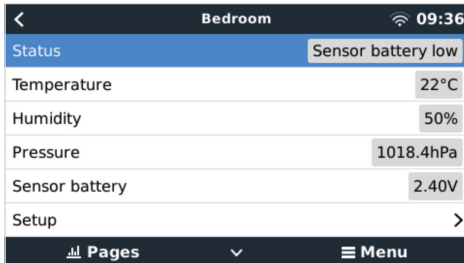 Bedroom 09:36
Status Sensor battery low
Temperature 22°C
Humidity 50%
Pressure 1018.4hPa
Sensor battery 2.40V
Setup
Pages Menu